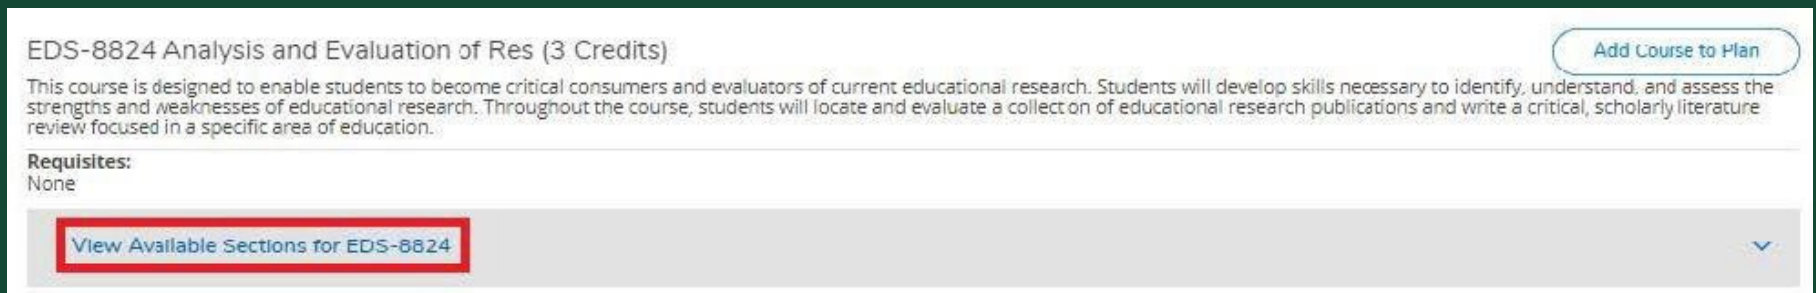 EDS-8824 Analysis and Evaluation of Res (3 Credits)
Add Course to Plan
This course is designed to enable students to become critical consumers and evaluators of current educational research. Students will develop skills necessary to identify, understand, and assess the
strengths and weaknesses of educational research. Throughout the course, students will locate and evaluate a collection of educational research publications and write a critical, scholarly literature
review focused in a specific area of education.
Requisites:
None
View Available Sections for EDS-8824